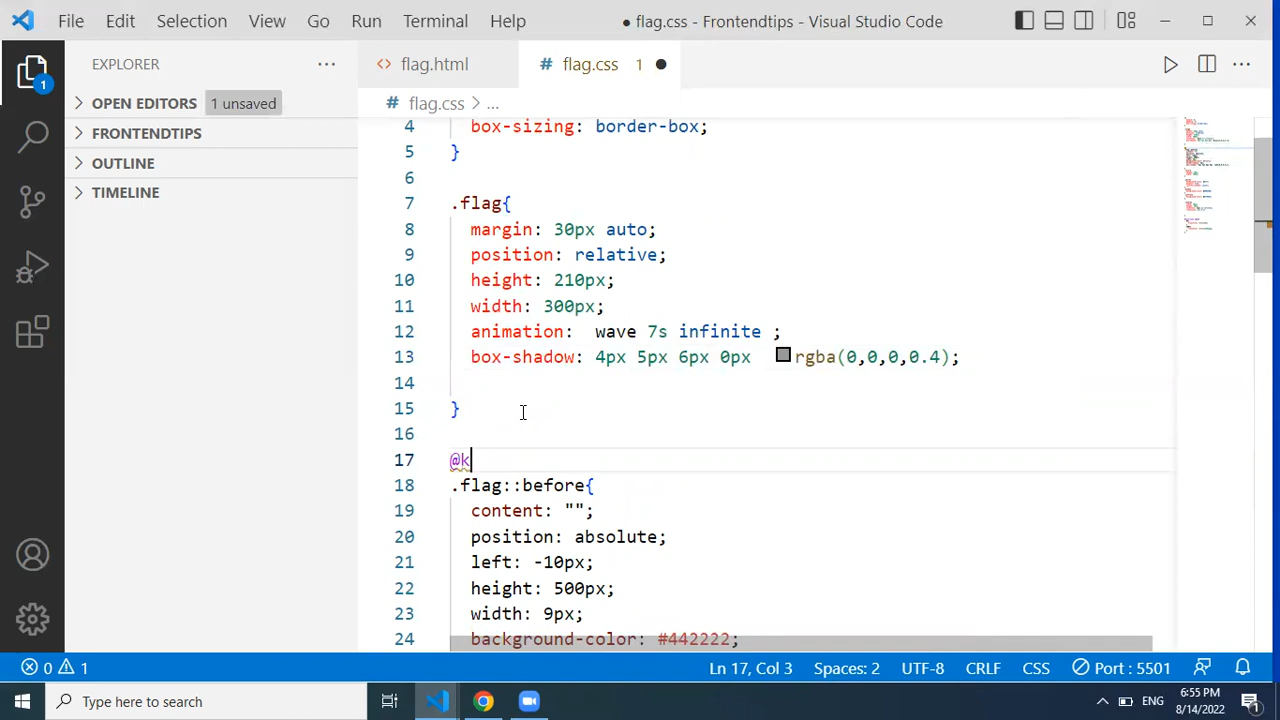 File Edit Selection View Go Run Terminal Help ● flag.css - Frontendtips - Visual Studio Code
EXPLORER ...
1
OPEN EDITORS 1 unsaved
FRONTENDTIPS
OUTLINE
TIMELINE
<> flag.html # flag.css 1 ●
# flag.css > ...
4 box-sizing: border-box;
5 }
6
7 .flag{
8 margin: 30px auto;
9 position: relative;
10 height: 210px;
11 width: 300px;
12 animation:  wave 7s infinite ;
13 box-shadow: 4px 5px 6px 0px  rgba(0,0,0,0.4);
14
15 }
16
17 @k
18 .flag::before{
19 content: "";
20 position: absolute;
21 left: -10px;
22 height: 500px;
23 width: 9px;
24 background-color: #442222;
0 1 Ln 17, Col 3 Spaces: 2 UTF-8 CRLF CSS Port : 5501
Type here to search ENG 6:55 PM
8/14/2022 1